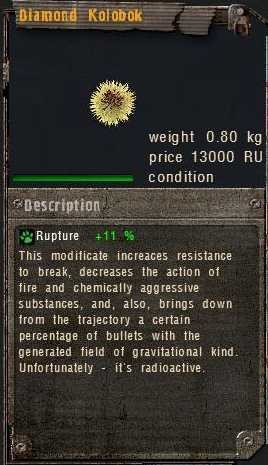 Diamond Kolobok
weight 0.80 kg
price 13000 RU
condition
Description
Rupture +11 %
This modificate increaces resistance
to break, decreases the action of
fire and chemically aggressive
substances, and, also, brings down
from the trajectory a certain
percentage of bullets with the
generated field of gravitational kind.
Unfortunately - it's radioactive.